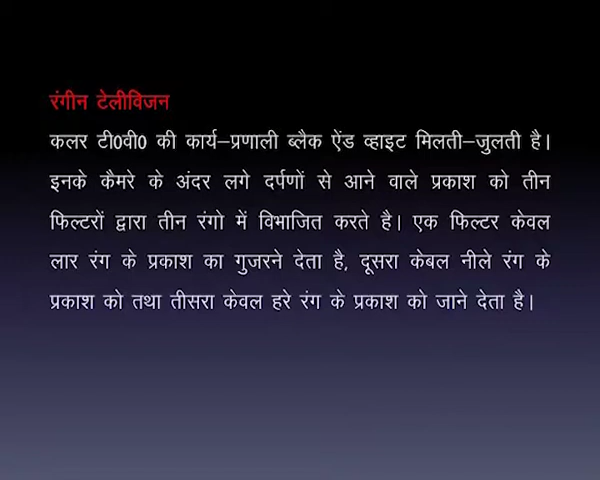 रंगीन टेलीविजन
कलर टी0वी0 की कार्य–प्रणाली ब्लैक ऐंड व्हाइट मिलती–जुलती है।
इनके कैमरे के अंदर लगे दर्पणों से आने वाले प्रकाश को तीन
फिल्टरों द्वारा तीन रंगो में विभाजित करते है। एक फिल्टर केवल
लार रंग के प्रकाश का गुजरने देता है, दूसरा केबल नीले रंग के
प्रकाश को तथा तीसरा केवल हरे रंग के प्रकाश को जाने देता है।